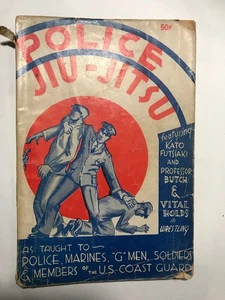 50¢
POLICE
JIU-JITSU
featuring
KATO
FUTSIAKI
AND
PROFESSOR
BUTCH
&
VITAL
HOLDS
in
WRESTLING
AS TAUGHT TO—
POLICE, MARINES, "G" MEN, SOLDIERS
& MEMBERS OF THE U.S. COAST GUARD